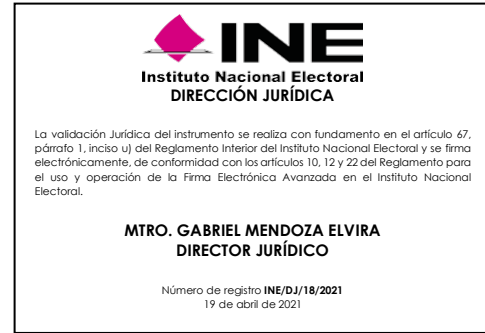 INE
Instituto Nacional Electoral
DIRECCIÓN JURÍDICA
La validación Jurídica del instrumento se realiza con fundamento en el artículo 67,
párrafo 1, inciso u) del Reglamento Interior del Instituto Nacional Electoral y se firma
electrónicamente, de conformidad con los artículos 10, 12 y 22 del Reglamento para
el uso y operación de la Firma Electrónica Avanzada en el Instituto Nacional
Electoral.
MTRO. GABRIEL MENDOZA ELVIRA
DIRECTOR JURÍDICO
Número de registro INE/DJ/18/2021
19 de abril de 2021